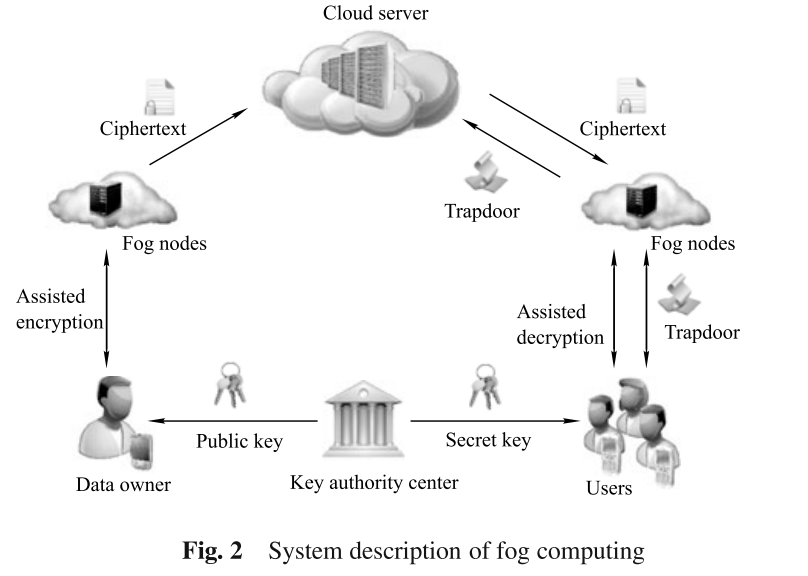 Cloud server
Ciphertext
Ciphertext
Trapdoor
Fog nodes
Fog nodes
Assisted
encryption
Assisted
decryption
Trapdoor
Public key
Secret key
Data owner
Key authority center
Users
Fig. 2 System description of fog computing